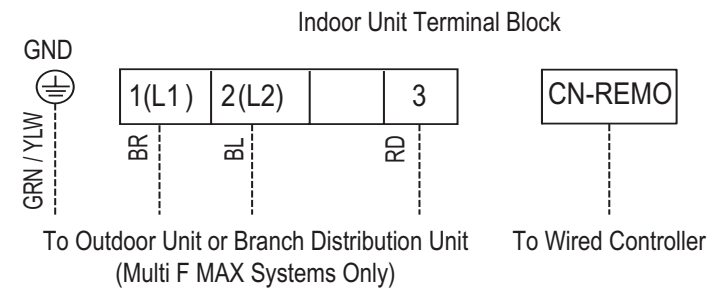 Indoor Unit Terminal Block
GND
1(L1) 2(L2) 3 CN-REMO
GRN / YLW BR BL RD
To Outdoor Unit or Branch Distribution Unit To Wired Controller
(Multi F MAX Systems Only)